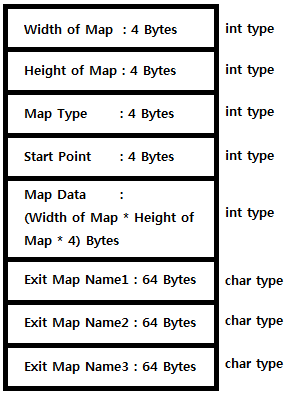 Width of Map : 4 Bytes int type
Height of Map : 4 Bytes int type
Map Type : 4 Bytes int type
Start Point : 4 Bytes int type
Map Data :
(Width of Map * Height of int type
Map * 4) Bytes
Exit Map Name1 : 64 Bytes char type
Exit Map Name2 : 64 Bytes char type
Exit Map Name3 : 64 Bytes char type